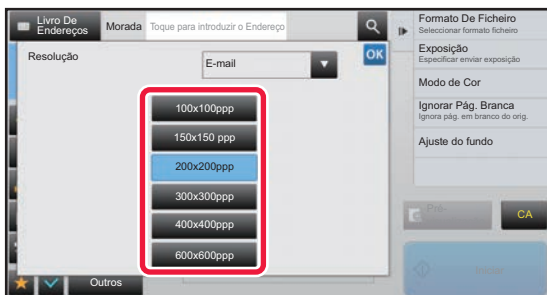 Livro De
Endereços
Morada
Toque para introduzir o Endereço
Resolução
E-mail
OK
100x100ppp
150x150 ppp
200x200ppp
300x300ppp
400x400ppp
600x600ppp
Outros
Formato De Ficheiro
Seleccionar formato ficheiro
Exposição
Especificar enviar exposição
Modo de Cor
Ignorar Pág. Branca
Ignora pág. em branco do orig.
Ajuste do fundo
Pré-
CA